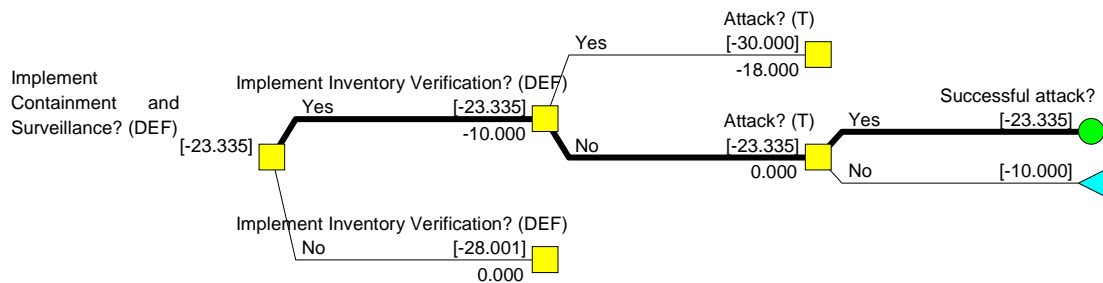 Attack? (T)
Yes
[-30.000]
-18.000
Implement
Containment and
Surveillance? (DEF)
[-23.335]
Implement Inventory Verification? (DEF)
Yes
[-23.335]
-10.000
Successful attack?
Attack? (T)
Yes
[-23.335]
No
[-23.335]
0.000
No
[-10.000]
Implement Inventory Verification? (DEF)
No
[-28.001]
0.000